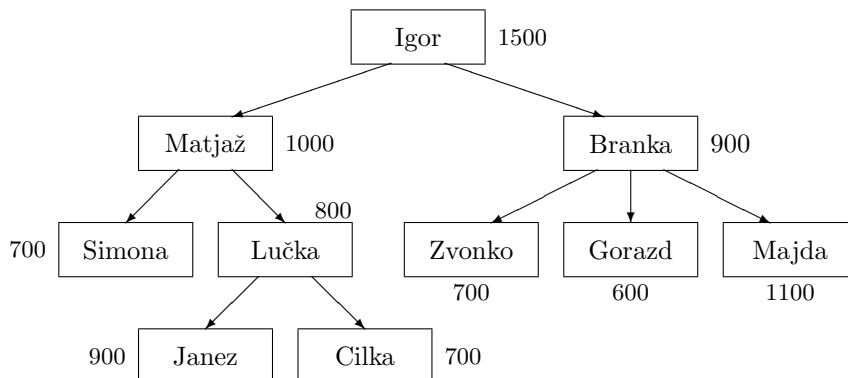 Igor 1500
Matjaž 1000
Branka 900
700 Simona
800
Lučka
Zvonko
700
Gorazd
600
Majda
1100
900 Janez
Cilka 700